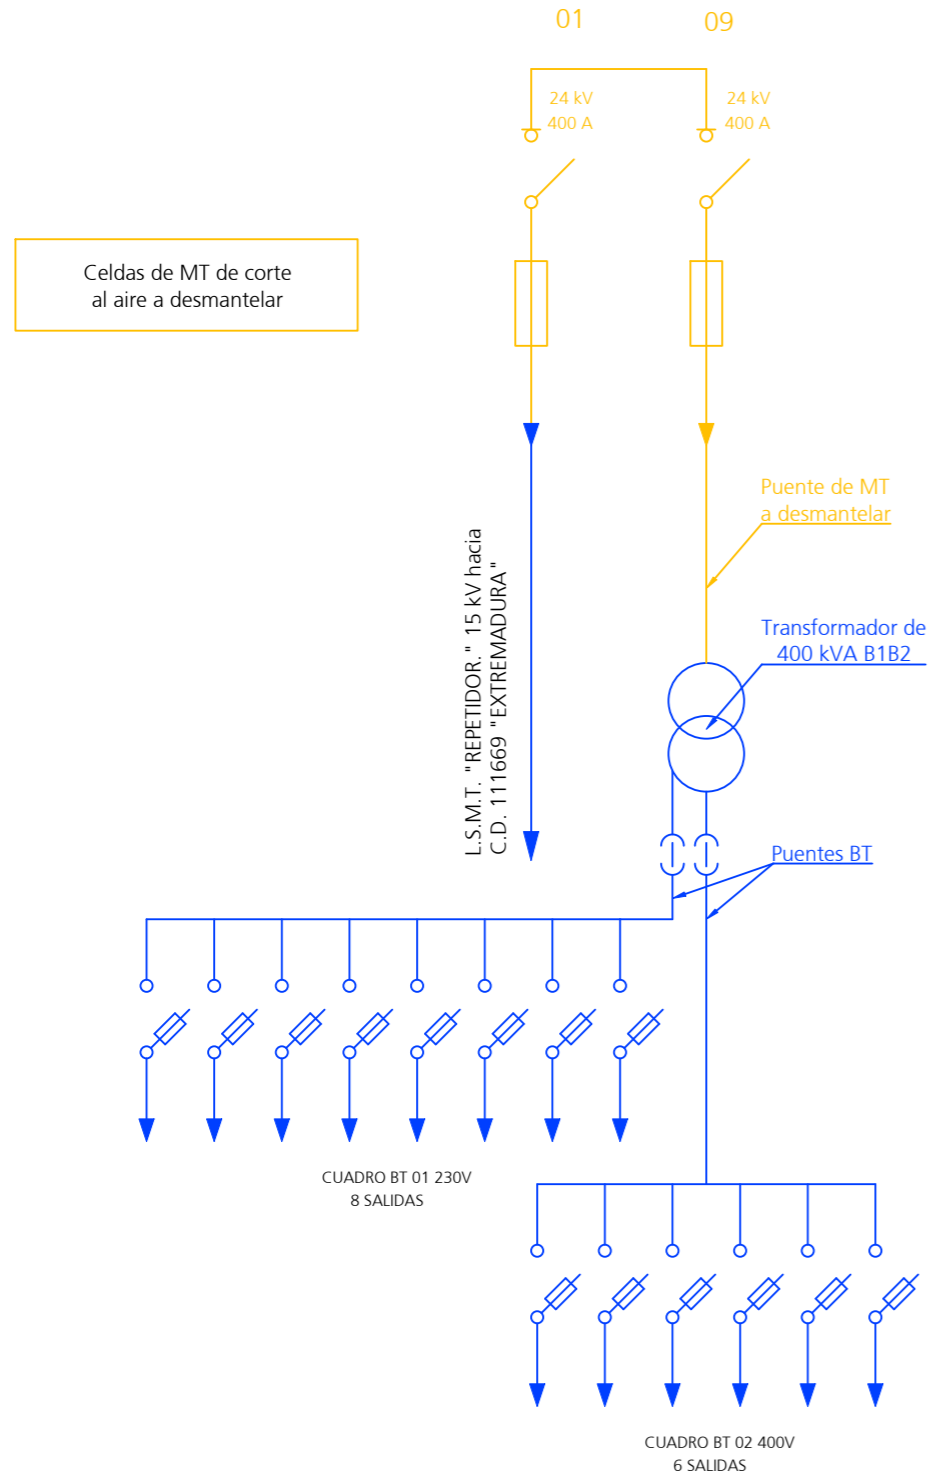 01
09
24 kV
400 A
24 kV
400 A
Celdas de MT de corte
al aire a desmantelar
Puente de MT
a desmantelar
L.S.M.T. "REPETIDOR." 15 kV hacia
C.D. 111669 "EXTREMADURA"
Transformador de
400 kVA B1B2
Puentes BT
CUADRO BT 01 230V
8 SALIDAS
CUADRO BT 02 400V
6 SALIDAS